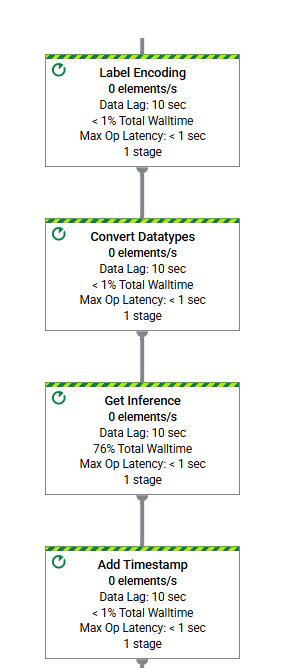 Label Encoding
0 elements/s
Data Lag: 10 sec
< 1% Total Walltime
Max Op Latency: < 1 sec
1 stage
Convert Datatypes
0 elements/s
Data Lag: 10 sec
< 1% Total Walltime
Max Op Latency: < 1 sec
1 stage
Get Inference
0 elements/s
Data Lag: 10 sec
76% Total Walltime
Max Op Latency: < 1 sec
1 stage
Add Timestamp
0 elements/s
Data Lag: 10 sec
< 1% Total Walltime
Max Op Latency: < 1 sec
1 stage